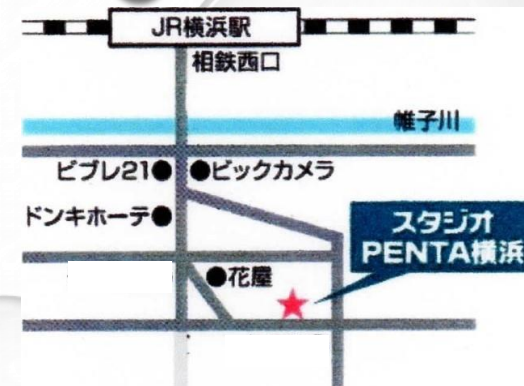 JR横浜駅
相鉄西口
帷子川
ビブレ21●●ビックカメラ
ドンキホーテ●
スタジオ
PENTA横浜
●花屋